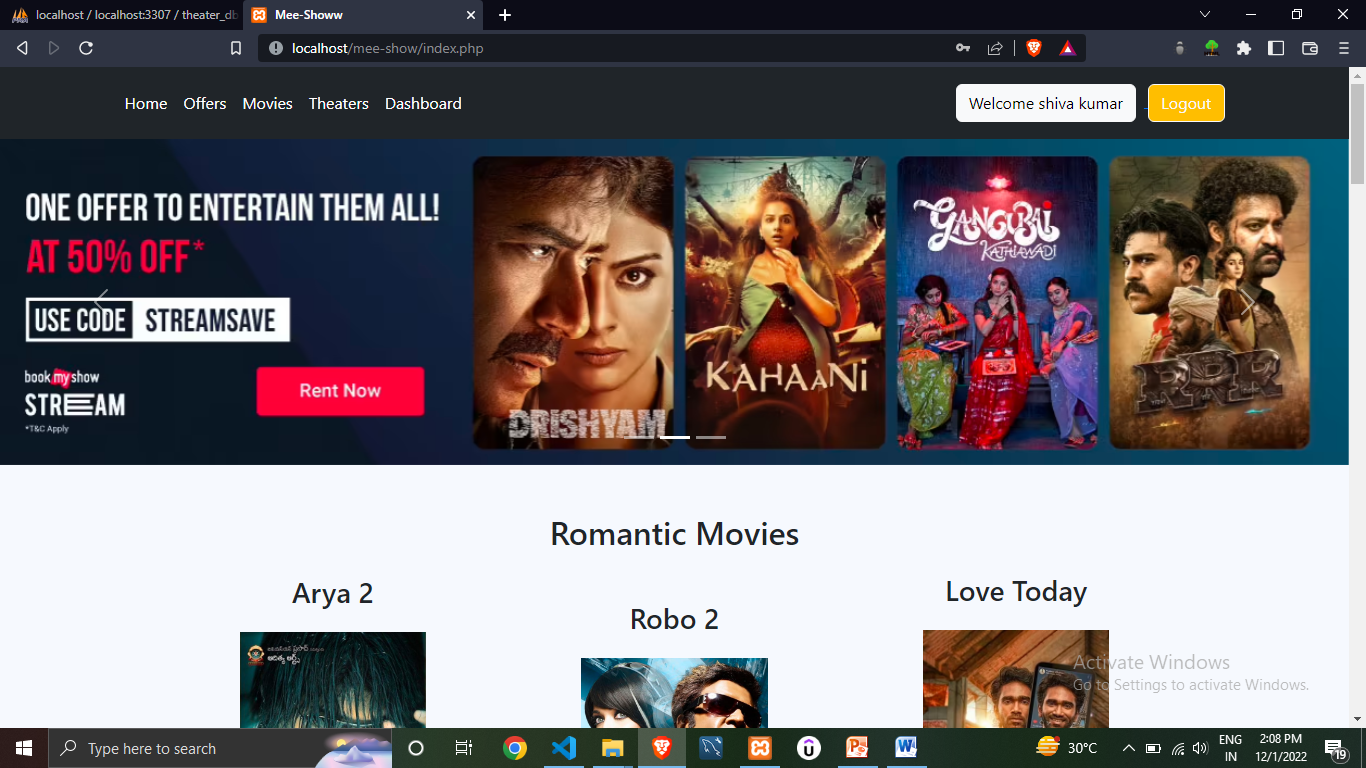 localhost / localhost:3307 / theater_db
Mee-Showw
localhost/mee-show/index.php
Home Offers Movies Theaters Dashboard Welcome shiva kumar Logout
ONE OFFER TO ENTERTAIN THEM ALL!
AT 50% OFF*
USE CODE STREAMSAVE
book my show
STREAM
*T&C Apply
Rent Now
DRISHYAM
KAHAANI
GANGUBAI
KATHIAWADI
RRR
Romantic Movies
Arya 2
Robo 2
Love Today
ఆదిత్య ఆర్ట్స్
Activate Windows
Go to Settings to activate Windows.
Type here to search
30°C
ENG
IN
2:08 PM
12/1/2022
19